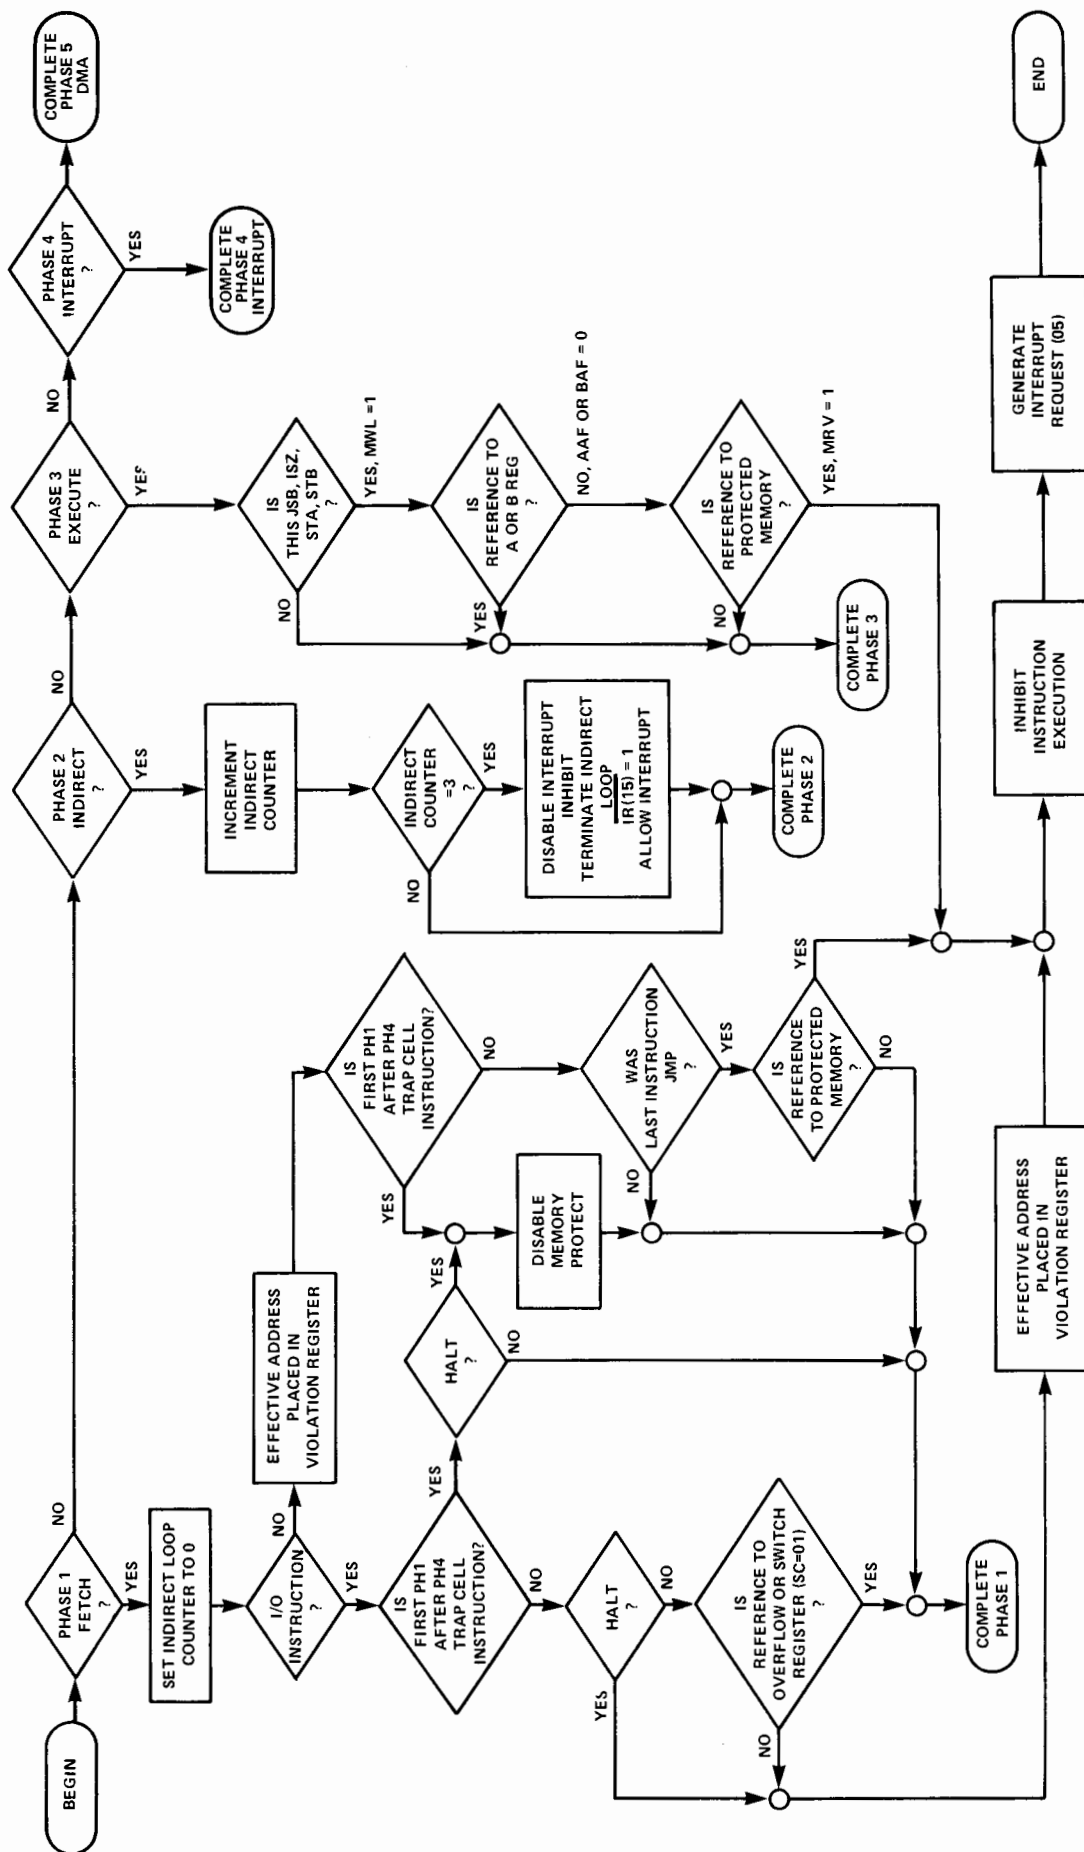 BEGIN
PHASE 1
FETCH
?
NO
YES
SET INDIRECT LOOP
COUNTER TO 0
I/O
INSTRUCTION
?
NO
YES
EFFECTIVE ADDRESS
PLACED IN
VIOLATION REGISTER
IS
FIRST PH1
AFTER PH4
TRAP CELL
INSTRUCTION?
YES
NO
HALT
?
YES
NO
HALT
?
YES
NO
IS
REFERENCE TO
OVERFLOW OR SWITCH
REGISTER (SC=01)
?
NO
YES
COMPLETE
PHASE 1
IS
FIRST PH1
AFTER PH4
TRAP CELL
INSTRUCTION?
YES
NO
DISABLE
MEMORY
PROTECT
WAS
LAST INSTRUCTION
JMP
?
NO
YES
IS
REFERENCE
TO PROTECTED
MEMORY
?
YES
NO
PHASE 2
INDIRECT
?
NO
YES
INCREMENT
INDIRECT
COUNTER
INDIRECT
COUNTER
=3
?
NO
YES
DISABLE INTERRUPT
INHIBIT
TERMINATE INDIRECT
LOOP
IR(15) = 1
ALLOW INTERRUPT
COMPLETE
PHASE 2
PHASE 3
EXECUTE
?
NO
YES
IS
THIS JSB, ISZ,
STA, STB
?
NO
YES, MWL =1
IS
REFERENCE TO
A OR B REG
?
YES
NO, AAF OR BAF = 0
IS
REFERENCE TO
PROTECTED
MEMORY
?
NO
YES, MRV = 1
COMPLETE
PHASE 3
PHASE 4
INTERRUPT
?
YES
COMPLETE
PHASE 4
INTERRUPT
COMPLETE
PHASE 5
DMA
EFFECTIVE ADDRESS
PLACED IN
VIOLATION REGISTER
INHIBIT
INSTRUCTION
EXECUTION
GENERATE
INTERRUPT
REQUEST (05)
END